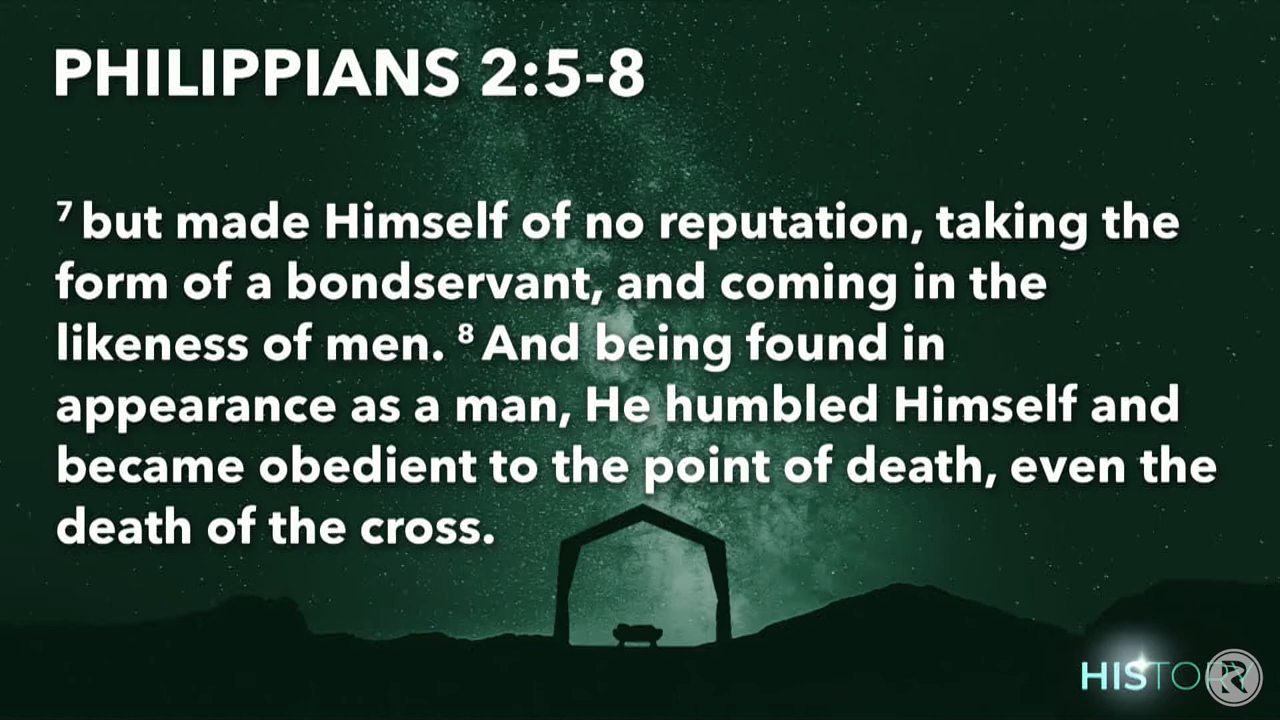 PHILIPPIANS 2:5-8
⁷ but made Himself of no reputation, taking the
form of a bondservant, and coming in the
likeness of men. ⁸ And being found in
appearance as a man, He humbled Himself and
became obedient to the point of death, even the
death of the cross.
HISTORY